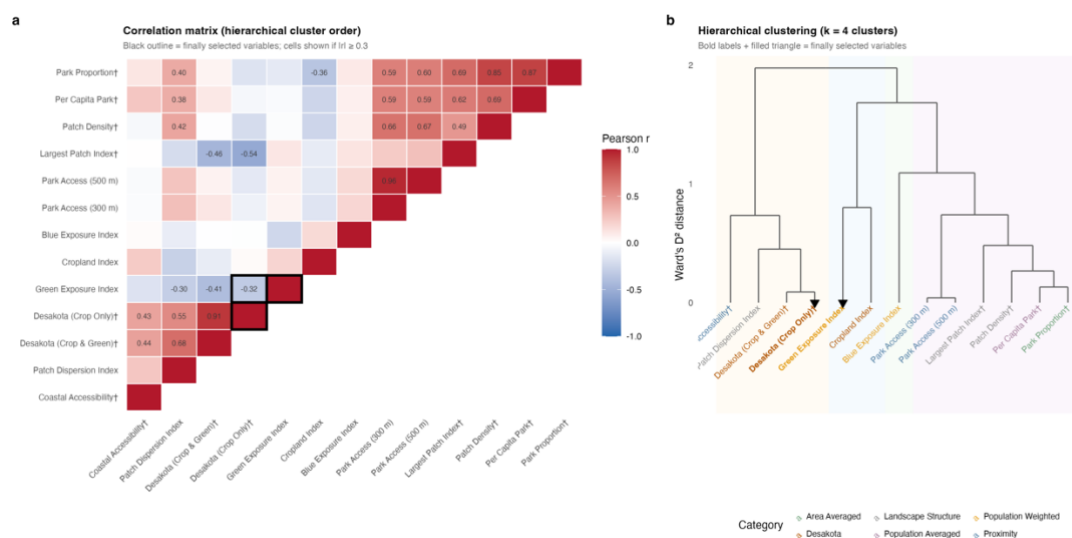 a
Correlation matrix (hierarchical cluster order)
Black outline = finally selected variables; cells shown if |r| ≥ 0.3
Park Proportion† 0.40 -0.36 0.59 0.60 0.69 0.85 0.87
Per Capita Park† 0.38 0.59 0.59 0.62 0.69
Patch Density† 0.42 0.66 0.67 0.49
Largest Patch Index† -0.46 -0.54
Park Access (500 m)
Park Access (300 m)
Blue Exposure Index
Cropland Index
Green Exposure Index -0.30 -0.41 -0.32
Desakota (Crop Only)† 0.43 0.55
Desakota (Crop & Green)† 0.44 0.68
Patch Dispersion Index
Coastal Accessibility†
Coastal Accessibility†
Patch Dispersion Index
Desakota (Crop & Green)†
Desakota (Crop Only)†
Green Exposure Index
Cropland Index
Blue Exposure Index
Park Access (300 m)
Park Access (500 m)
Largest Patch Index†
Patch Density†
Per Capita Park†
Park Proportion†
Pearson r
1.0
0.5
0.0
-0.5
-1.0
b
Hierarchical clustering (k = 4 clusters)
Bold labels + filled triangle = finally selected variables
Ward's D² distance
2
1
0
ccessibility†
Patch Dispersion Index
Desakota (Crop & Green)†
Desakota (Crop Only)†
Green Exposure Index
Cropland Index
Blue Exposure Index
Park Access (300 m)
Park Access (500 m)
Largest Patch Index†
Patch Density†
Per Capita Park†
Park Proportion†
Category
Area Averaged Landscape Structure Population Weighted
Desakota Population Averaged Proximity